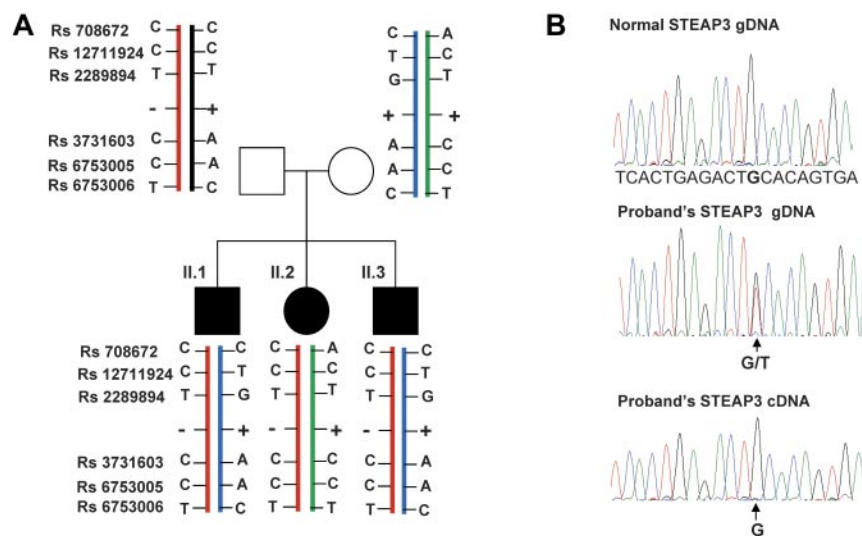 A
Rs 708672 C C
Rs 12711924 C C
Rs 2289894 T T
- +
Rs 3731603 C A
Rs 6753005 C A
Rs 6753006 T C
C A
T C
G T
+ +
A C
A C
C T
II.1 II.2 II.3
Rs 708672 C C C A C C
Rs 12711924 C T C C C T
Rs 2289894 T G T T T G
- + - + - +
Rs 3731603 C A C C C A
Rs 6753005 C A C C C A
Rs 6753006 T C T T T C
B
Normal STEAP3 gDNA
TCACTGAGACTGCACAGTGA
Proband's STEAP3 gDNA
G/T
Proband's STEAP3 cDNA
G